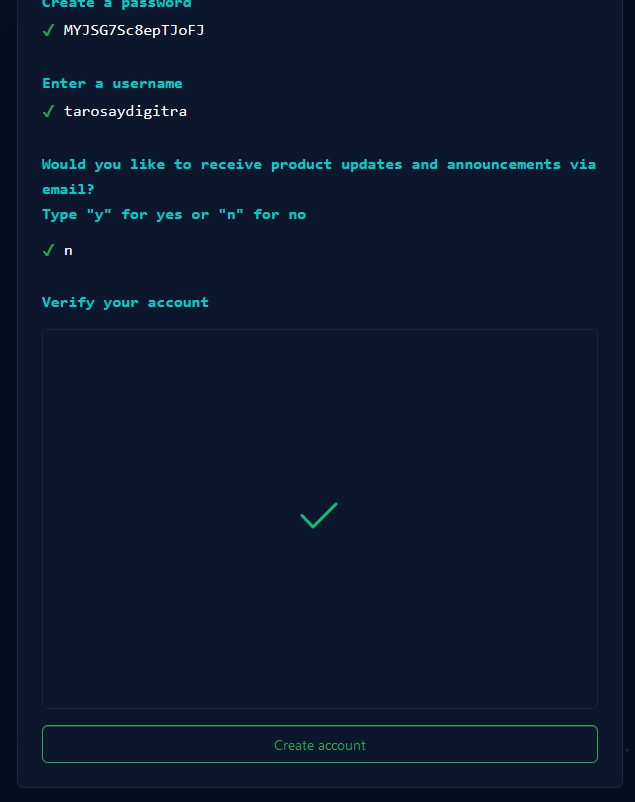 Create a password
✓ MYJSG7Sc8epTJoFJ
Enter a username
✓ tarosaydigitra
Would you like to receive product updates and announcements via
email?
Type "y" for yes or "n" for no
✓ n
Verify your account
Create account